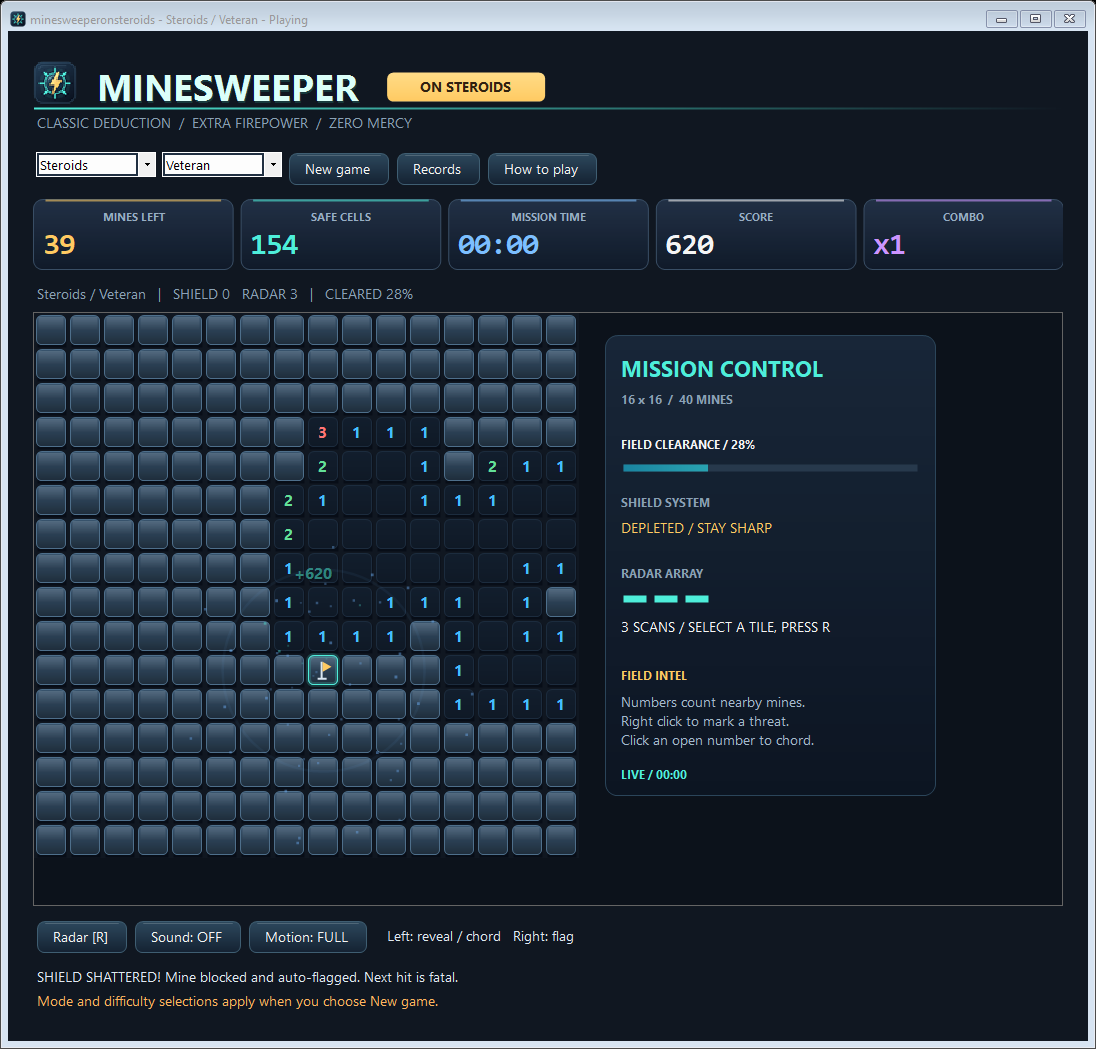 minesweeperonsteroids - Steroids / Veteran - Playing
MINESWEEPER
ON STEROIDS
CLASSIC DEDUCTION / EXTRA FIREPOWER / ZERO MERCY
Steroids Veteran New game Records How to play
MINES LEFT SAFE CELLS MISSION TIME SCORE COMBO
39 154 00:00 620 x1
Steroids / Veteran | SHIELD 0 RADAR 3 | CLEARED 28%
3 1 1 1
2 1 2 1 1
2 1 1 1 1
2
1 1 1
+620
1 1 1 1 1
1 1 1 1 1 1 1
1
1 1 1 1
MISSION CONTROL
16 x 16 / 40 MINES
FIELD CLEARANCE / 28%
SHIELD SYSTEM
DEPLETED / STAY SHARP
RADAR ARRAY
3 SCANS / SELECT A TILE, PRESS R
FIELD INTEL
Numbers count nearby mines.
Right click to mark a threat.
Click an open number to chord.
LIVE / 00:00
Radar [R] Sound: OFF Motion: FULL Left: reveal / chord Right: flag
SHIELD SHATTERED! Mine blocked and auto-flagged. Next hit is fatal.
Mode and difficulty selections apply when you choose New game.